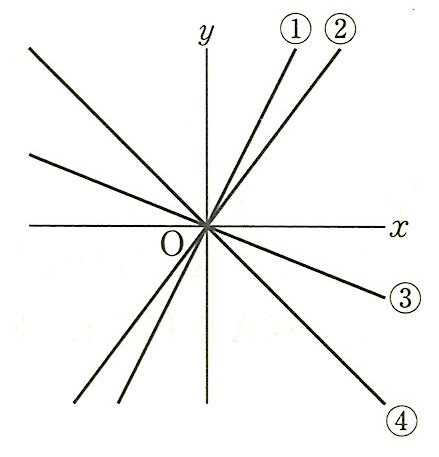 ① ②
y
x
O
③
④